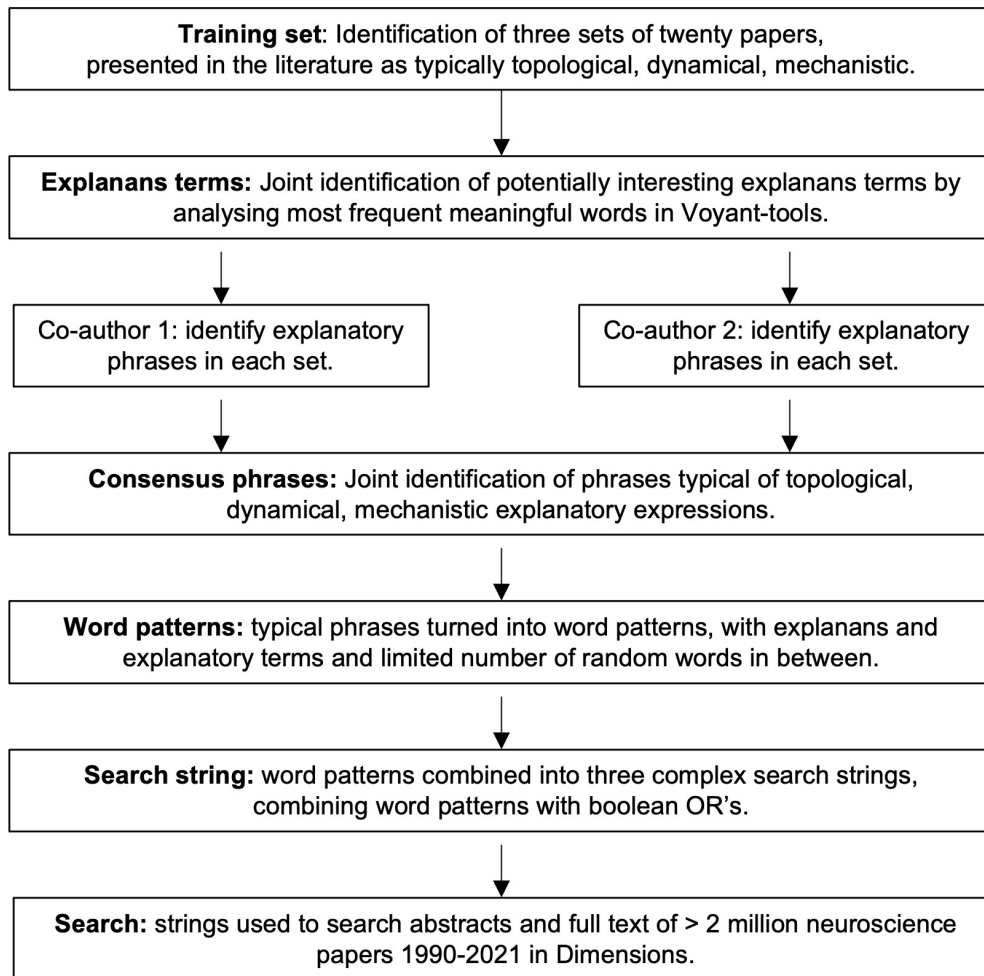 Training set: Identification of three sets of twenty papers,
presented in the literature as typically topological, dynamical, mechanistic.
Explanans terms: Joint identification of potentially interesting explanans terms by
analysing most frequent meaningful words in Voyant-tools.
Co-author 1: identify explanatory
phrases in each set.
Co-author 2: identify explanatory
phrases in each set.
Consensus phrases: Joint identification of phrases typical of topological,
dynamical, mechanistic explanatory expressions.
Word patterns: typical phrases turned into word patterns, with explanans and
explanatory terms and limited number of random words in between.
Search string: word patterns combined into three complex search strings,
combining word patterns with boolean OR’s.
Search: strings used to search abstracts and full text of > 2 million neuroscience
papers 1990-2021 in Dimensions.